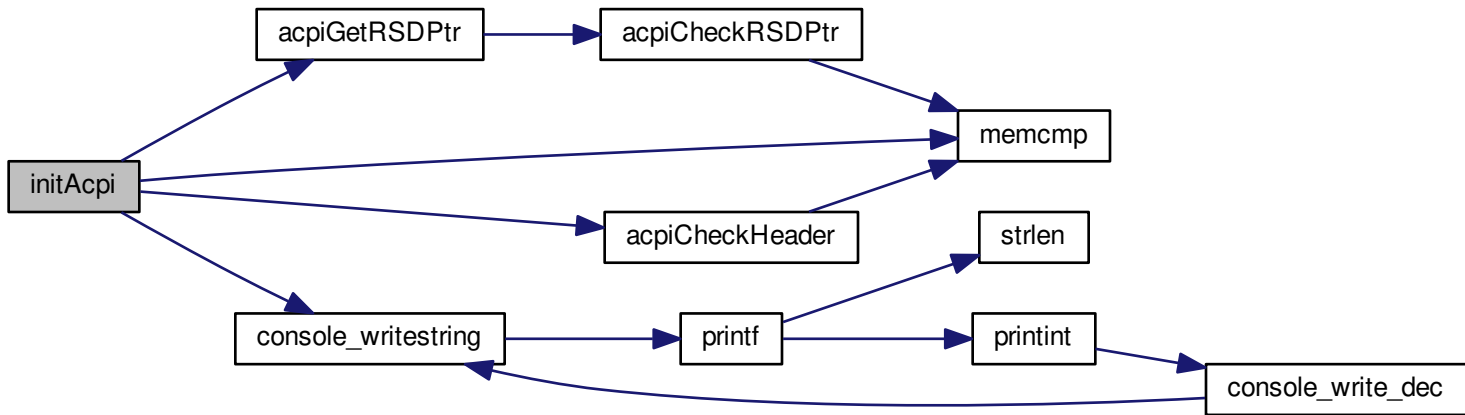 acpiGetRSDPtr
acpiCheckRSDPtr
memcmp
initAcpi
acpiCheckHeader
strlen
console_writestring
printf
printint
console_write_dec